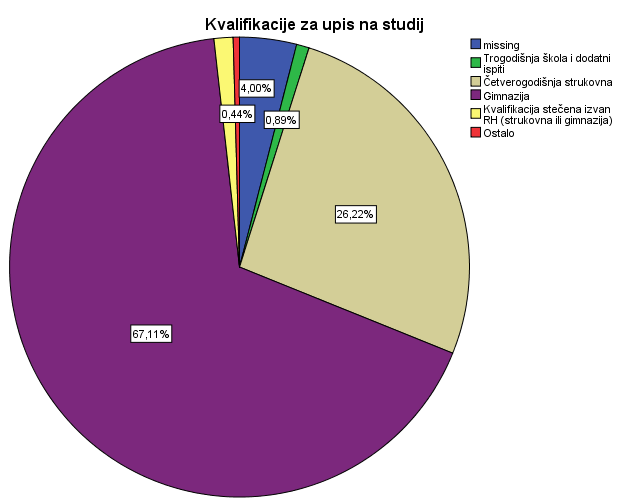 Kvalifikacije za upis na studij
missing
Trogodišnja škola i dodatni
ispiti
Četverogodišnja strukovna
Gimnazija
Kvalifikacija stečena izvan
RH (strukovna ili gimnazija)
Ostalo
4,00%
0,44%
0,89%
26,22%
67,11%